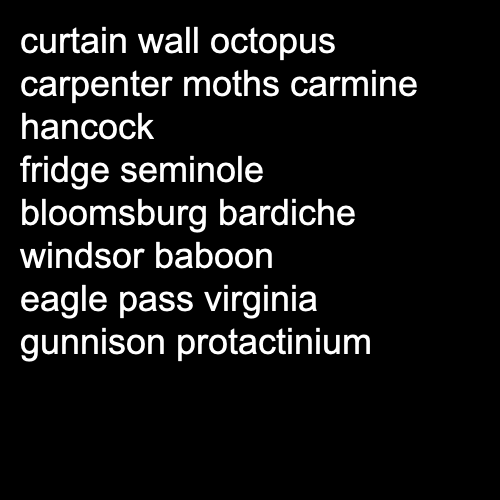 curtain wall octopus
carpenter moths carmine
hancock
fridge seminole
bloomsburg bardiche
windsor baboon
eagle pass virginia
gunnison protactinium